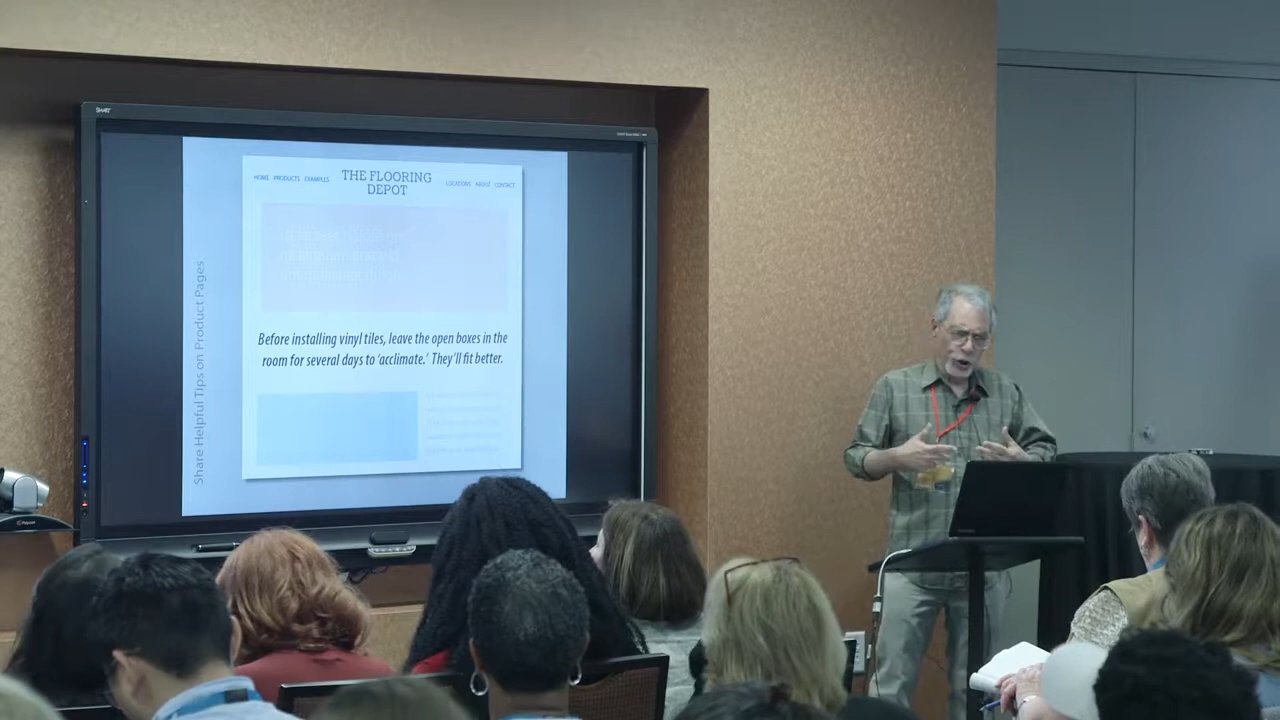 SMART
Share Helpful Tips on Product Pages
HOME PRODUCTS EXAMPLES
THE FLOORING
DEPOT
LOCATIONS ABOUT CONTACT
Before installing vinyl tiles, leave the open boxes in the
room for several days to ‘acclimate.’ They’ll fit better.